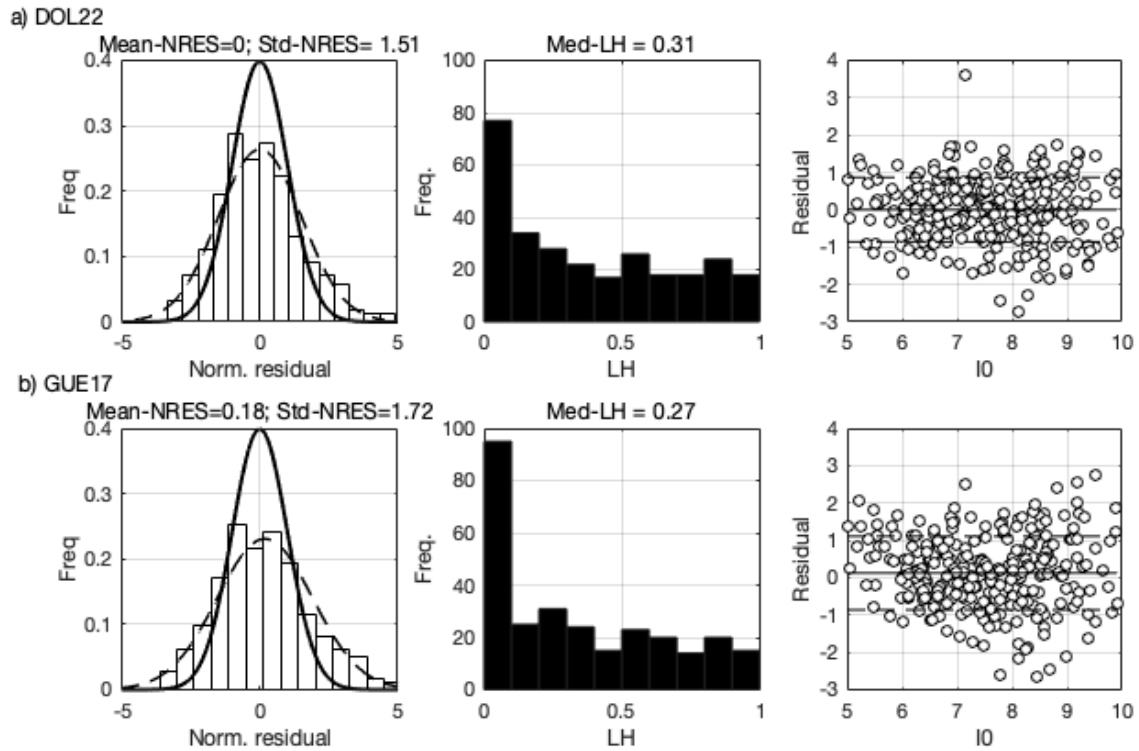 a) DOL22
Mean-NRES=0; Std-NRES= 1.51
Med-LH = 0.31
0.4
0.3
0.2
0.1
0
Freq
-5 0 5
Norm. residual
100
80
60
40
20
0
Freq.
0 0.5 1
LH
4
3
2
1
0
-1
-2
-3
Residual
5 6 7 8 9 10
I0
b) GUE17
Mean-NRES=0.18; Std-NRES=1.72
Med-LH = 0.27
0.4
0.3
0.2
0.1
0
Freq
-5 0 5
Norm. residual
100
80
60
40
20
0
Freq.
0 0.5 1
LH
4
3
2
1
0
-1
-2
-3
Residual
5 6 7 8 9 10
I0